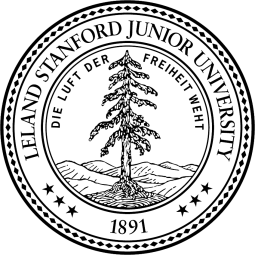 LELAND STANFORD JUNIOR UNIVERSITY
DIE LUFT DER FREIHEIT WEHT
1891